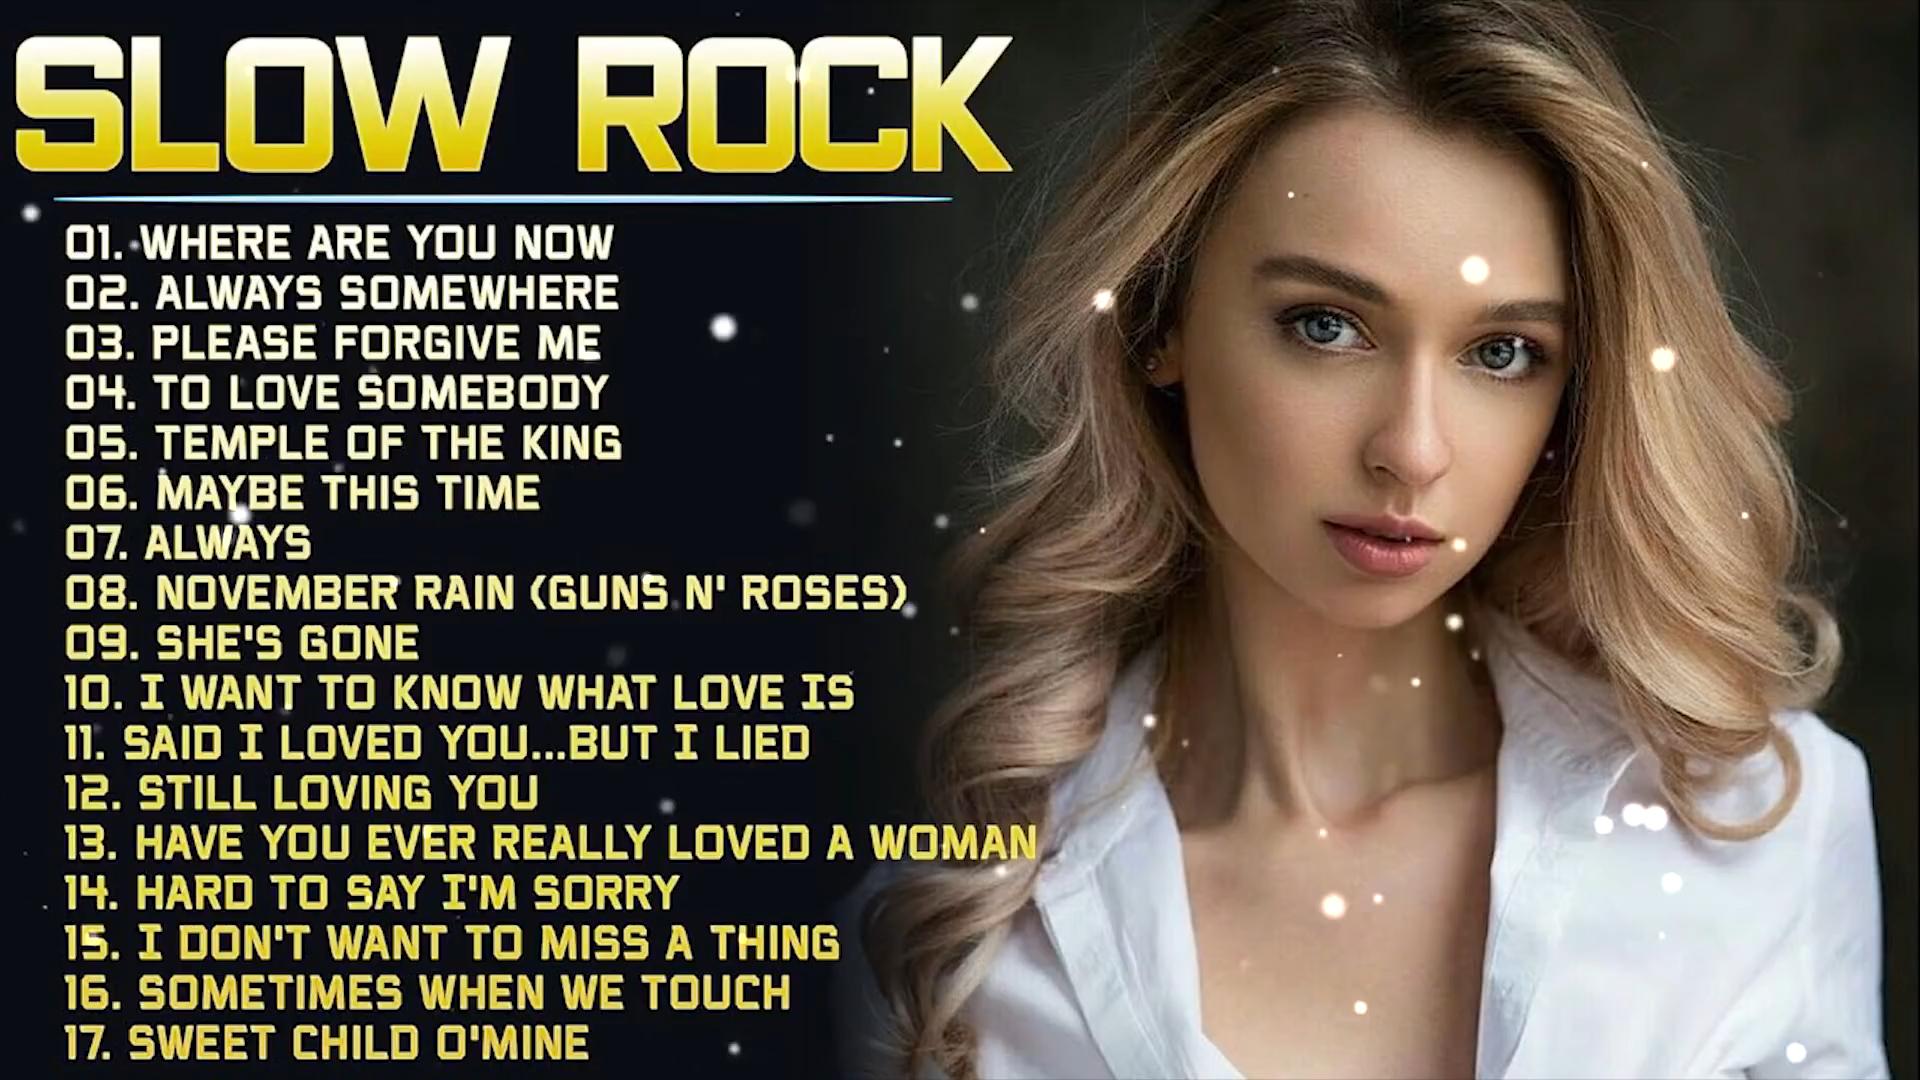 SLOW ROCK
01. WHERE ARE YOU NOW
02. ALWAYS SOMEWHERE
03. PLEASE FORGIVE ME
04. TO LOVE SOMEBODY
05. TEMPLE OF THE KING
06. MAYBE THIS TIME
07. ALWAYS
08. NOVEMBER RAIN (GUNS N' ROSES)
09. SHE'S GONE
10. I WANT TO KNOW WHAT LOVE IS
11. SAID I LOVED YOU...BUT I LIED
12. STILL LOVING YOU
13. HAVE YOU EVER REALLY LOVED A WOMAN
14. HARD TO SAY I'M SORRY
15. I DON'T WANT TO MISS A THING
16. SOMETIMES WHEN WE TOUCH
17. SWEET CHILD O'MINE